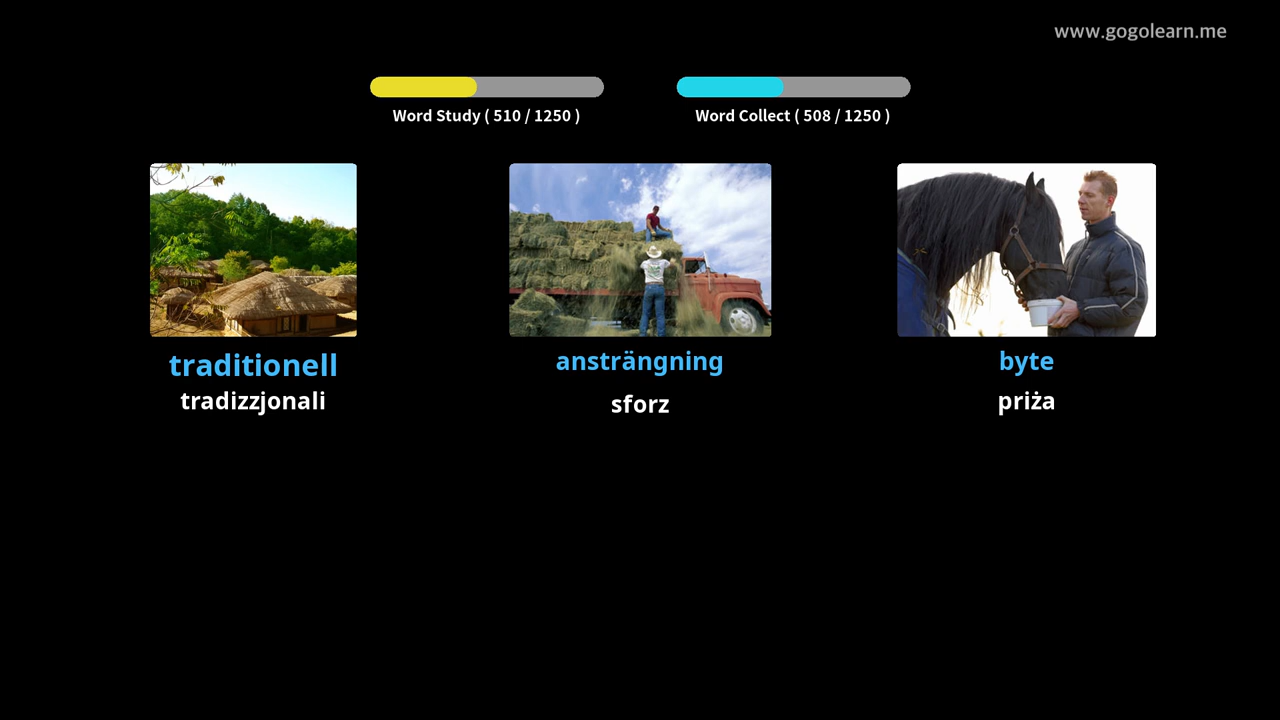 www.gogolearn.me
Word Study ( 510 / 1250 )
Word Collect ( 508 / 1250 )
traditionell
tradizzjonali
ansträngning
sforz
byte
priża